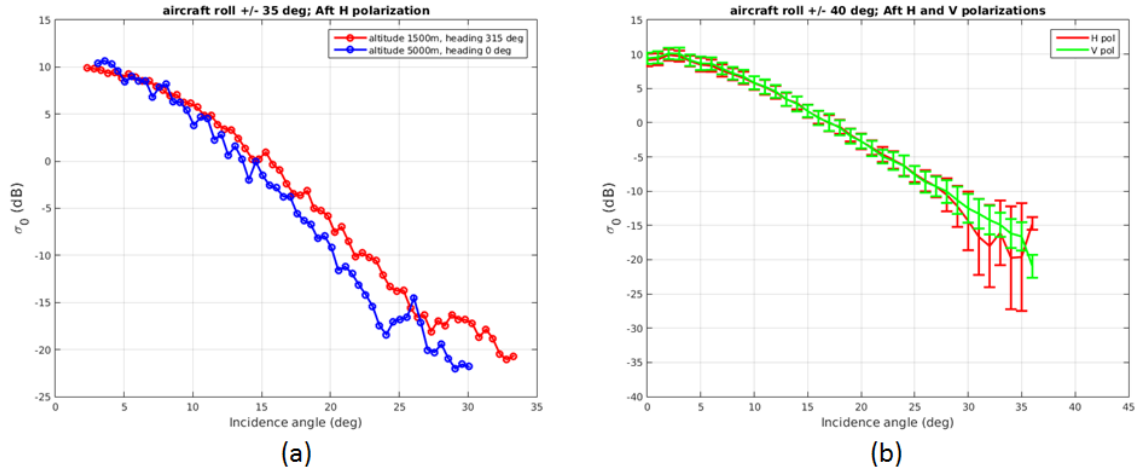 aircraft roll +/- 35 deg; Aft H polarization
altitude 1500m, heading 315 deg
altitude 5000m, heading 0 deg
15
10
5
0
-5
-10
-15
-20
-25
σ0 (dB)
0 5 10 15 20 25 30 35
Incidence angle (deg)
(a)
aircraft roll +/- 40 deg; Aft H and V polarizations
H pol
V pol
20
15
10
5
0
-5
-10
-15
-20
-25
-30
-35
-40
σ0 (dB)
0 5 10 15 20 25 30 35 40 45
Incidence angle (deg)
(b)